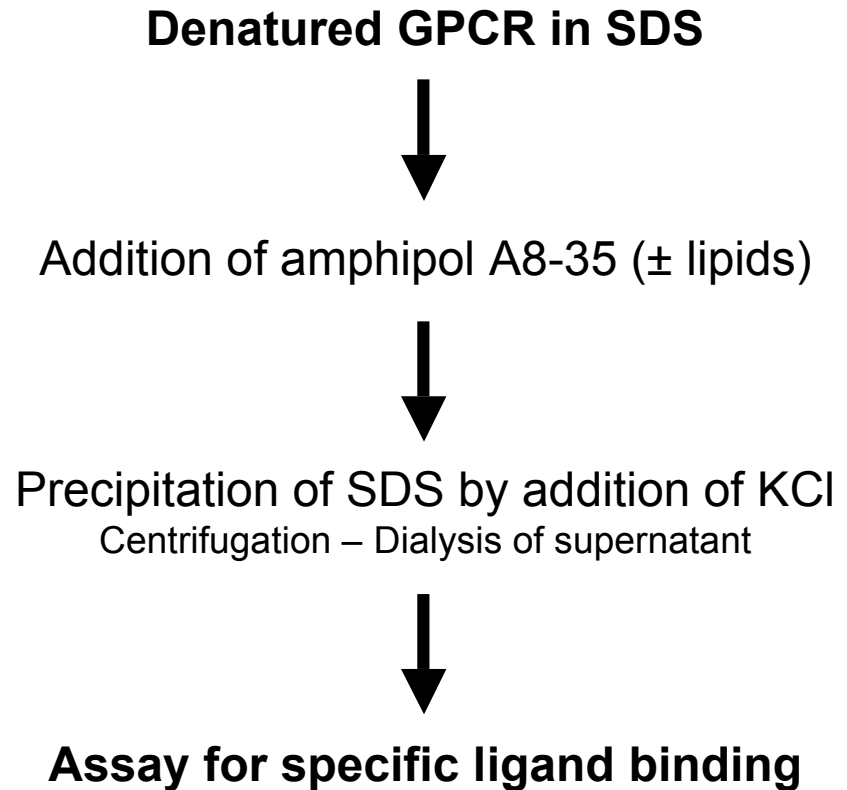 Denatured GPCR in SDS
Addition of amphipol A8-35 (± lipids)
Precipitation of SDS by addition of KCl
Centrifugation – Dialysis of supernatant
Assay for specific ligand binding